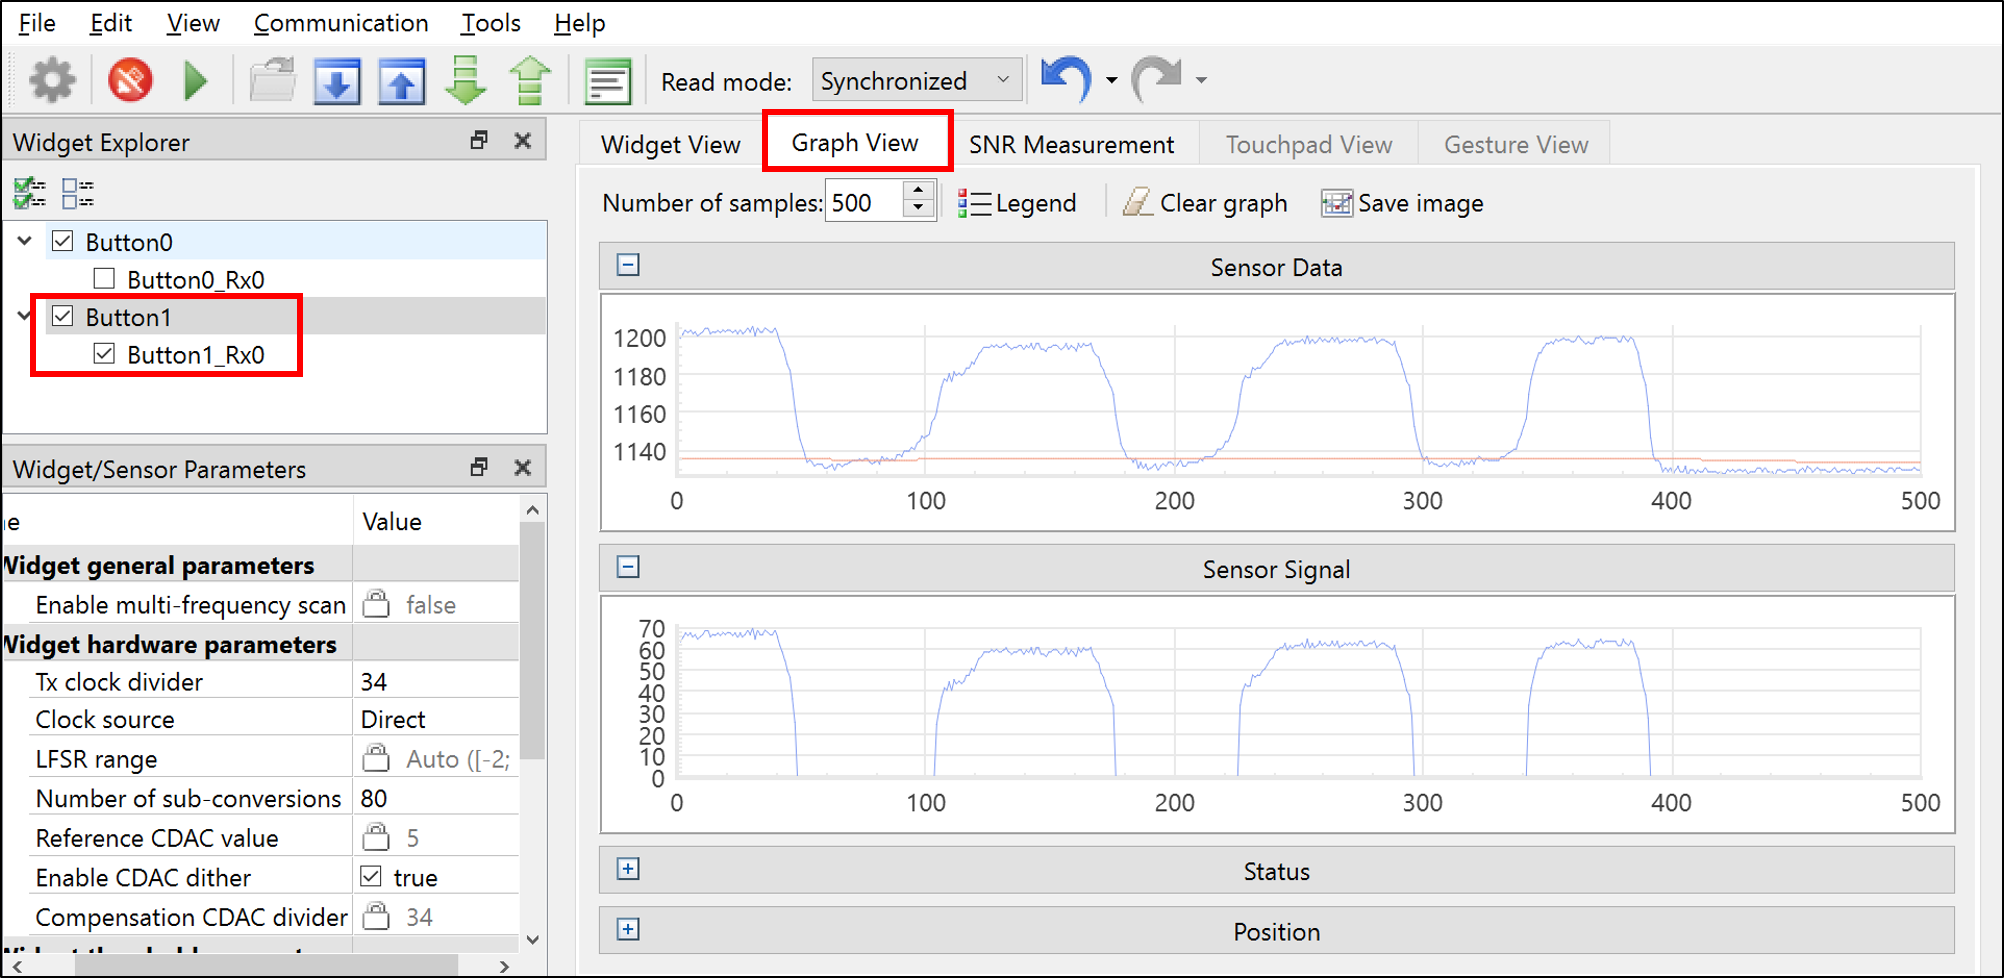 File Edit View Communication Tools Help
Read mode: Synchronized
Widget Explorer
Button0
Button0_Rx0
Button1
Button1_Rx0
Widget/Sensor Parameters
Value
Widget general parameters
Enable multi-frequency scan false
Widget hardware parameters
Tx clock divider 34
Clock source Direct
LFSR range Auto ([-2;
Number of sub-conversions 80
Reference CDAC value 5
Enable CDAC dither true
Compensation CDAC divider 34
Widget View Graph View SNR Measurement Touchpad View Gesture View
Number of samples: 500 Legend Clear graph Save image
Sensor Data
1200
1180
1160
1140
0 100 200 300 400 500
Sensor Signal
70
60
50
40
30
20
10
0
0 100 200 300 400 500
Status
Position